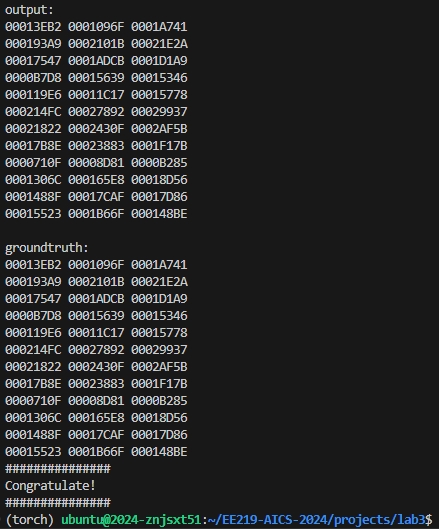 output:
00013EB2 0001096F 0001A741
000193A9 0002101B 00021E2A
00017547 0001ADCB 0001D1A9
0000B7D8 00015639 00015346
000119E6 00011C17 00015778
000214FC 00027892 00029937
00021822 0002430F 0002AF5B
00017B8E 00023883 0001F17B
0000710F 00008D81 0000B285
0001306C 000165E8 00018D56
0001488F 00017CAF 00017D86
00015523 0001B66F 000148BE
groundtruth:
00013EB2 0001096F 0001A741
000193A9 0002101B 00021E2A
00017547 0001ADCB 0001D1A9
0000B7D8 00015639 00015346
000119E6 00011C17 00015778
000214FC 00027892 00029937
00021822 0002430F 0002AF5B
00017B8E 00023883 0001F17B
0000710F 00008D81 0000B285
0001306C 000165E8 00018D56
0001488F 00017CAF 00017D86
00015523 0001B66F 000148BE
###############
Congratulate!
###############
(torch) ubuntu@2024-znjsxt51:~/EE219-AICS-2024/projects/lab3$